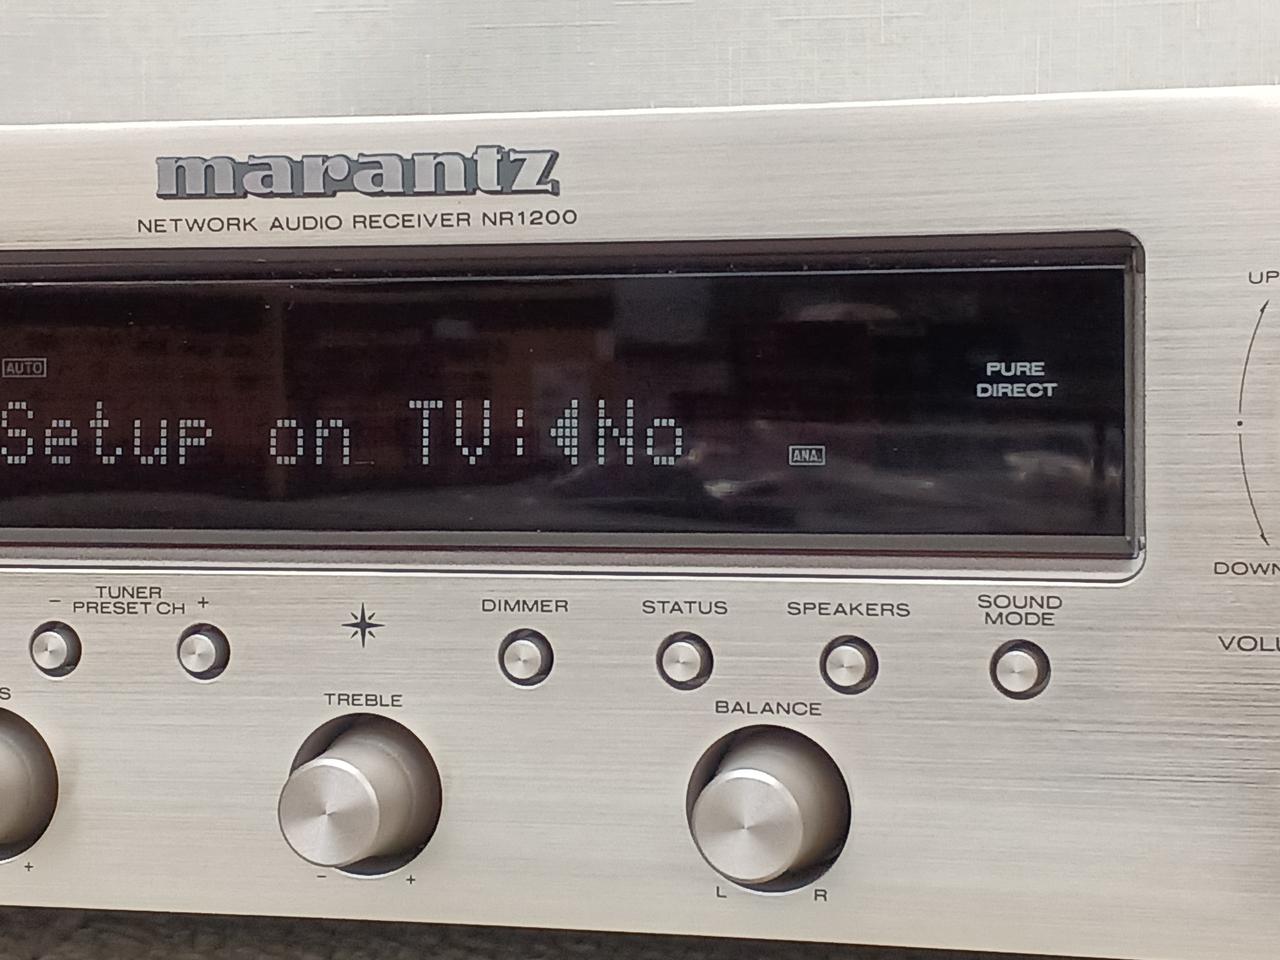 marantz
NETWORK AUDIO RECEIVER NR1200
UP
AUTO
PURE
DIRECT
Setup on TV:◀No
ANA.
DOWN
TUNER
- PRESET CH +
DIMMER
STATUS
SPEAKERS
SOUND
MODE
TREBLE
BALANCE
+
- +
L R